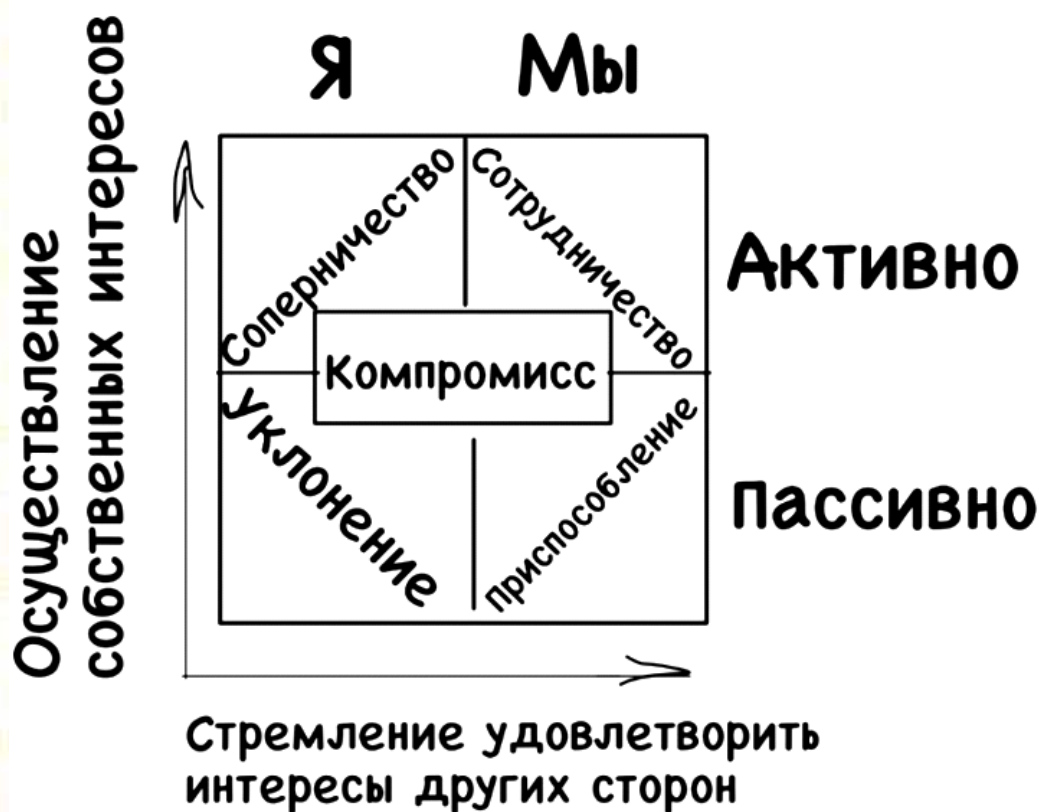 Я Мы
Осуществление
собственных интересов
Соперничество
Сотрудничество
Активно
Компромисс
Уклонение
Приспособление
Пассивно
Стремление удовлетворить
интересы других сторон